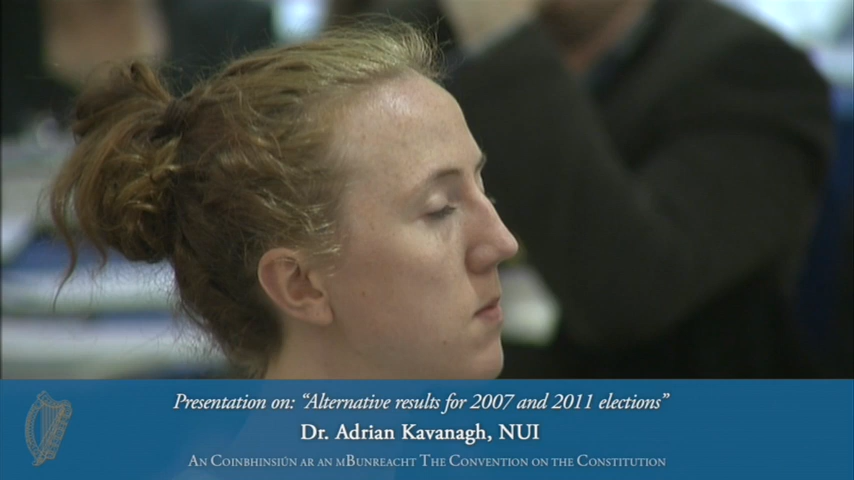 Presentation on: “Alternative results for 2007 and 2011 elections”
Dr. Adrian Kavanagh, NUI
An Coinbhinsiún ar an mBunreacht The Convention on the Constitution